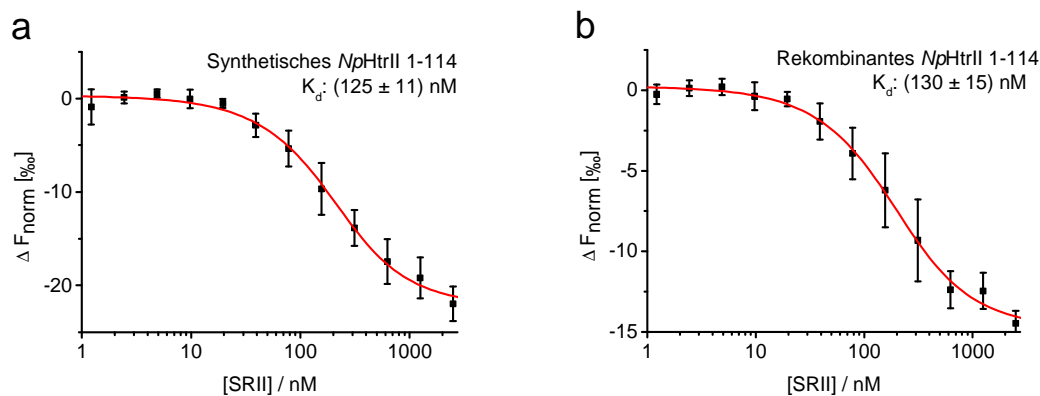 a
Synthetisches NpHtrII 1-114
K_d: (125 ± 11) nM
0
-10
-20
Δ F_norm [‰]
1 10 100 1000
[SRII] / nM
b
Rekombinantes NpHtrII 1-114
K_d: (130 ± 15) nM
0
-5
-10
-15
Δ F_norm [‰]
1 10 100 1000
[SRII] / nM